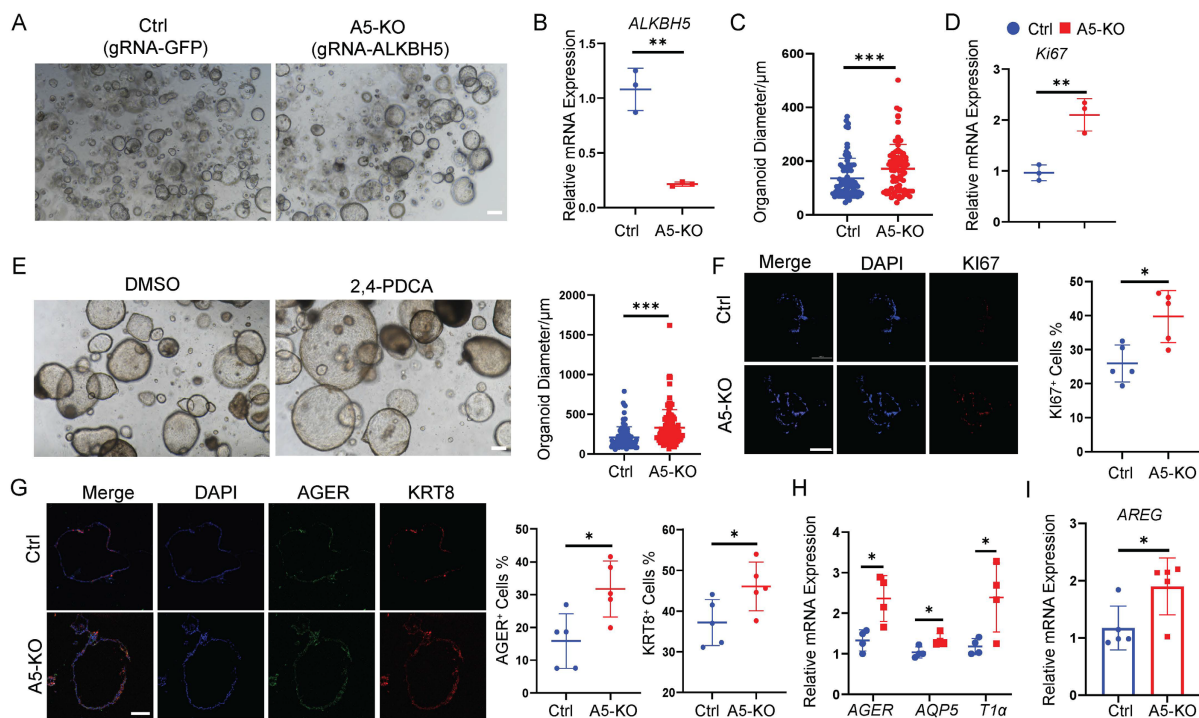 A
Ctrl
(gRNA-GFP)
A5-KO
(gRNA-ALKBH5)
B
ALKBH5
**
Relative mRNA Expression
1.5
1.0
0.5
0.0
Ctrl A5-KO
C
***
Organoid Diameter/µm
600
400
200
0
Ctrl A5-KO
D
Ctrl A5-KO
Ki67
**
Relative mRNA Expression
3
2
1
0
Ctrl A5-KO
E
DMSO
2,4-PDCA
***
Organoid Diameter/µm
2000
1500
1000
500
0
Ctrl A5-KO
F
Merge DAPI KI67
Ctrl
A5-KO
*
KI67+ Cells %
50
40
30
20
10
0
Ctrl A5-KO
G
Merge DAPI AGER KRT8
Ctrl
A5-KO
*
AGER+ Cells %
50
40
30
20
10
0
Ctrl A5-KO
*
KRT8+ Cells %
60
50
40
30
20
Ctrl A5-KO
H
* * *
Relative mRNA Expression
4
3
2
1
0
AGER AQP5 T1α
I
AREG
*
Relative mRNA Expression
3
2
1
0
Ctrl A5-KO